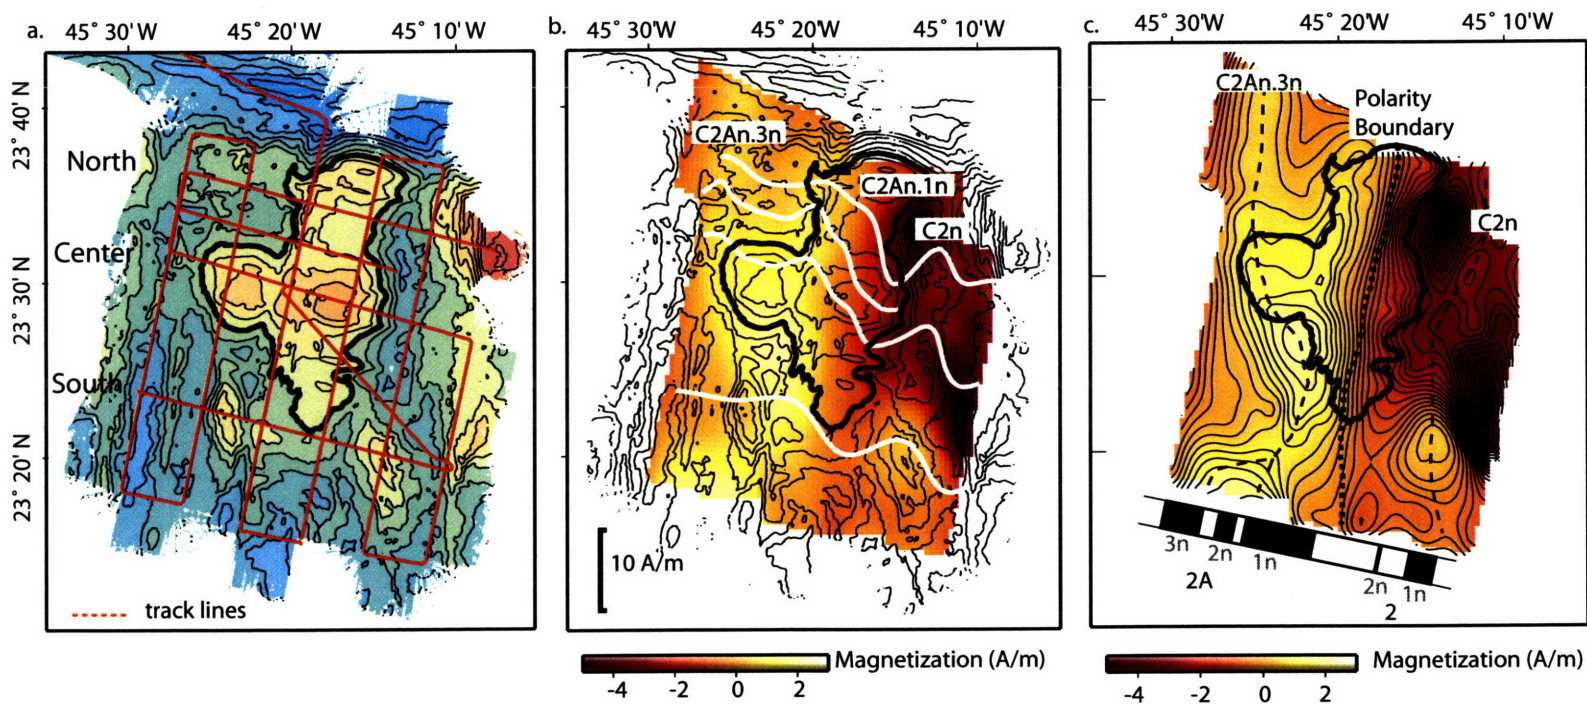 a.
45° 30' W
45° 20' W
45° 10' W
23° 40' N
23° 30' N
23° 20' N
North
Center
South
track lines
b.
45° 30'W
45° 20'W
45° 10'W
C2An.3n
C2An.1n
C2n
10 A/m
Magnetization (A/m)
-4 -2 0 2
c.
45° 30'W
45° 20'W
45° 10'W
C2An.3n
Polarity
Boundary
C2n
3n
2n
1n
2n
1n
2A
2
Magnetization (A/m)
-4 -2 0 2